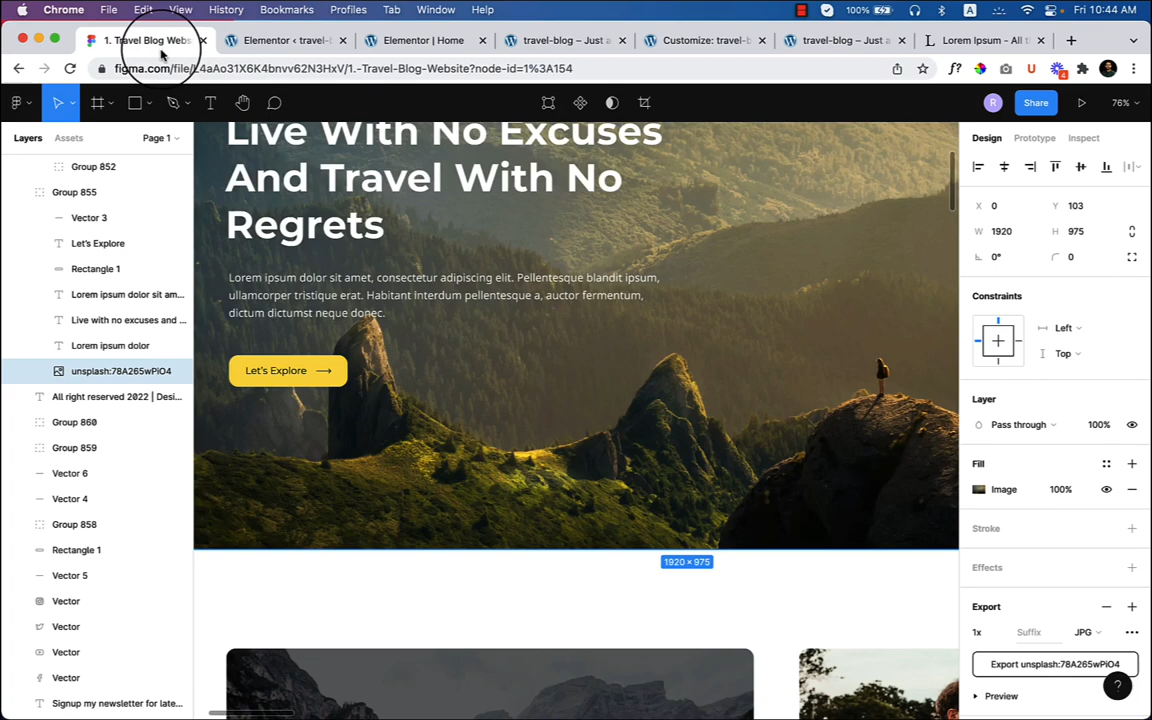 Chrome File Edit View History Bookmarks Profiles Tab Window Help 100% A Fri 10:44 AM
1. Travel Blog Webs Elementor ‹ travel- Elementor | Home travel-blog – Just a Customize: travel-b travel-blog – Just a Lorem Ipsum - All t
figma.com/file/L4aAo31X6K4bnvv62N3HxV/1.-Travel-Blog-Website?node-id=1%3A154
R Share 76%
Layers Assets Page 1
Group 852
Group 855
Vector 3
Let's Explore
Rectangle 1
Lorem ipsum dolor sit am...
Live with no excuses and ...
Lorem ipsum dolor
unsplash:78A265wPiO4
All right reserved 2022 | Desi...
Group 860
Group 859
Vector 6
Vector 4
Group 858
Rectangle 1
Vector 5
Vector
Vector
Vector
Vector
Signup my newsletter for late...
Live With No Excuses
And Travel With No
Regrets
Lorem ipsum dolor sit amet, consectetur adipiscing elit. Pellentesque blandit ipsum,
ullamcorper tristique erat. Habitant interdum pellentesque a, auctor fermentum,
dictum dictumst neque donec.
Let's Explore
1920 × 975
Design Prototype Inspect
X 0 Y 103
W 1920 H 975
0° 0
Constraints
Left
Top
Layer
Pass through 100%
Fill
Image 100%
Stroke
Effects
Export
1x Suffix JPG
Export unsplash:78A265wPiO4
Preview
?